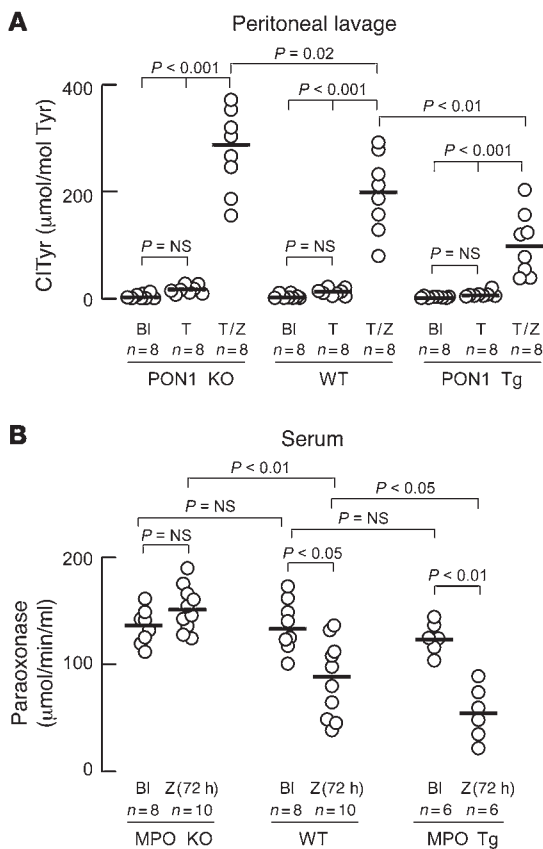 A
Peritoneal lavage
P = 0.02
P < 0.001
P < 0.001
P < 0.01
P < 0.001
ClTyr (μmol/mol Tyr)
400
200
0
P = NS
P = NS
P = NS
Bl T T/Z Bl T T/Z Bl T T/Z
n=8 n=8 n=8 n=8 n=8 n=8 n=8 n=8 n=8
PON1 KO WT PON1 Tg
B
Serum
P < 0.01
P < 0.05
P = NS
P = NS
P = NS
P < 0.05
P < 0.01
Paraoxonase
(μmol/min/ml)
200
100
0
Bl Z(72 h) Bl Z(72 h) Bl Z(72 h)
n=8 n=10 n=8 n=10 n=6 n=6
MPO KO WT MPO Tg